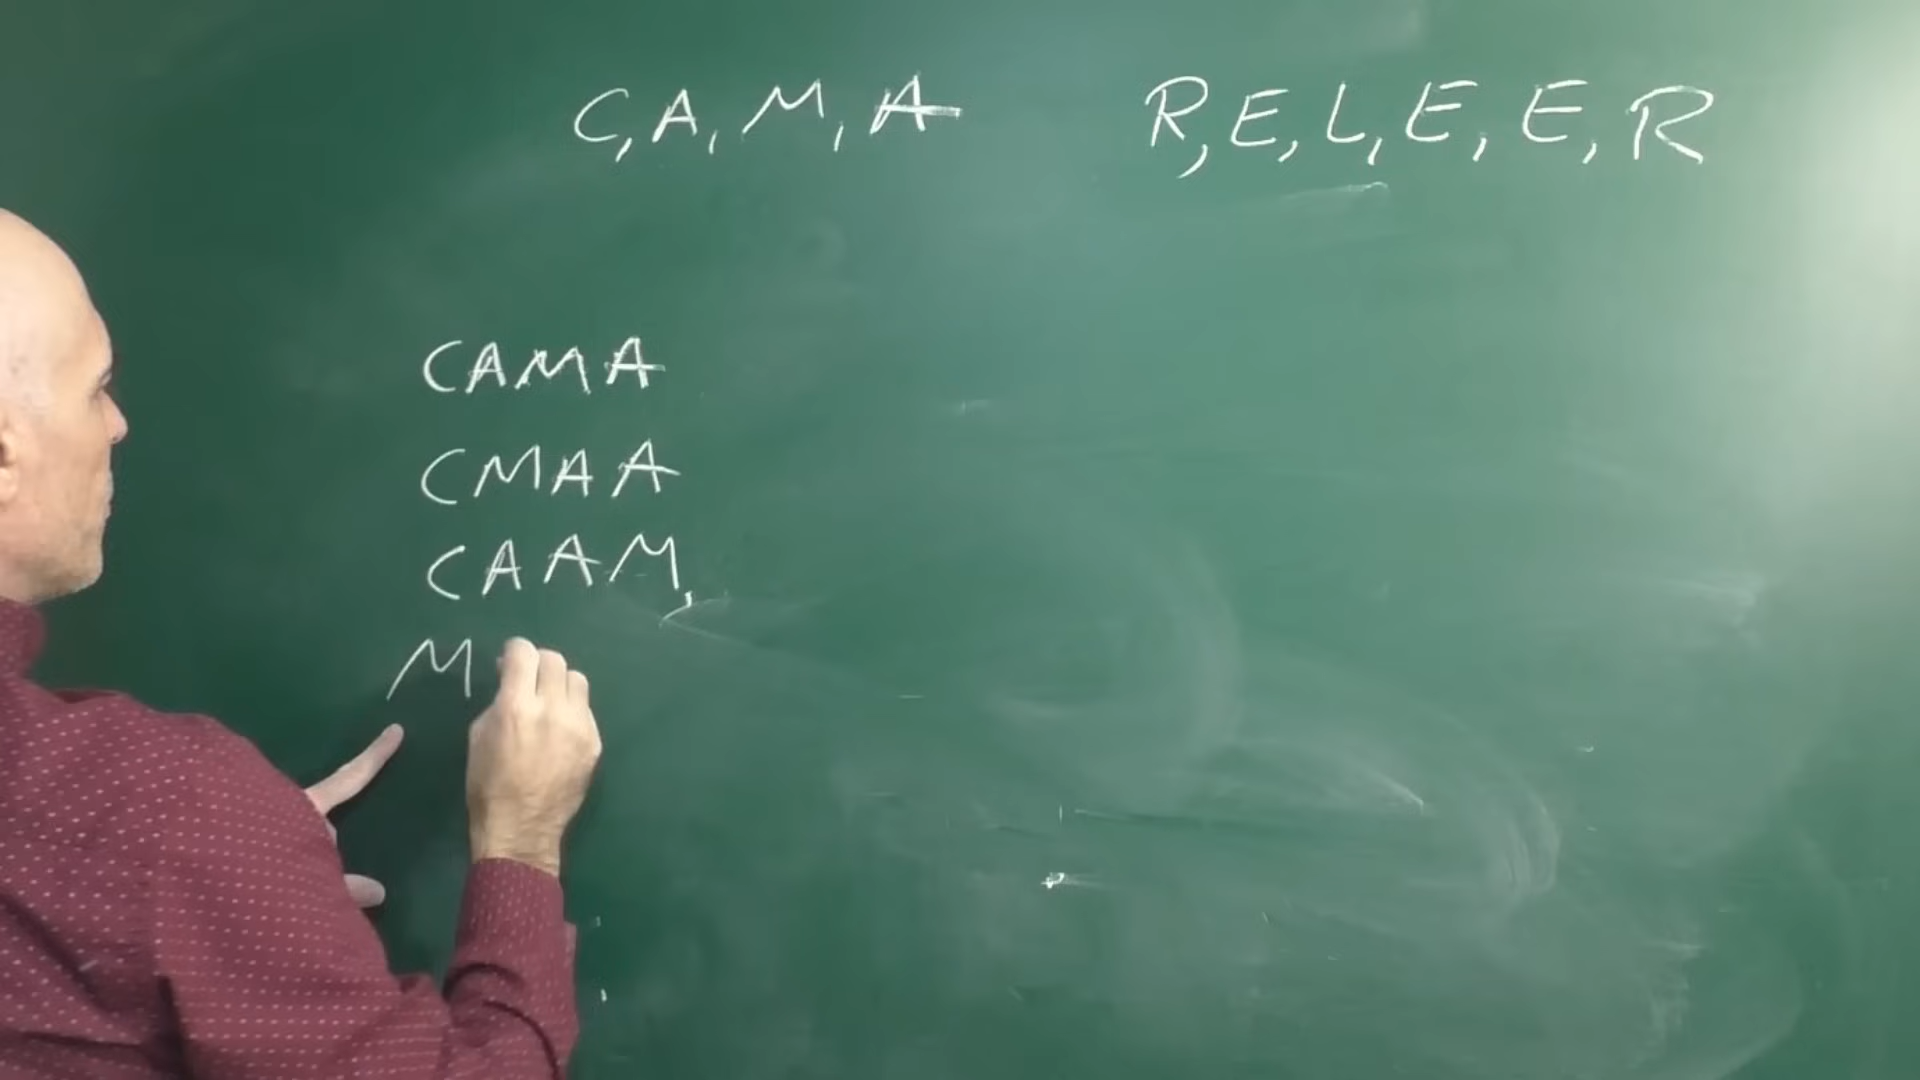 C, A, M, A R, E, L, E, E, R
CAMA
CMAA
CAAM
M